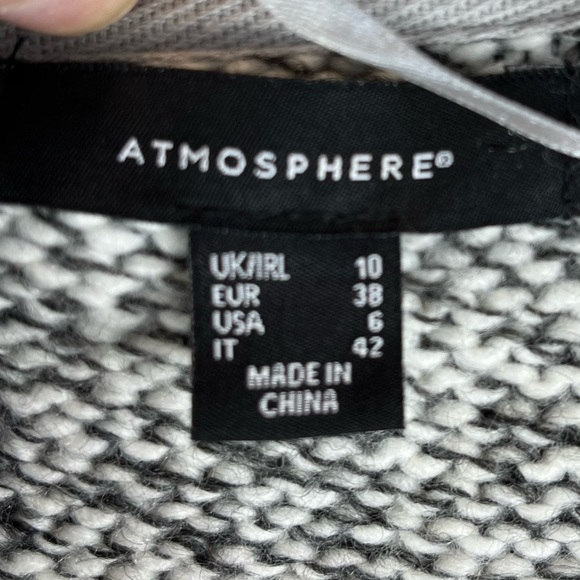 ATMOSPHERE®
UK/IRL 10
EUR 38
USA 6
IT 42
MADE IN
CHINA